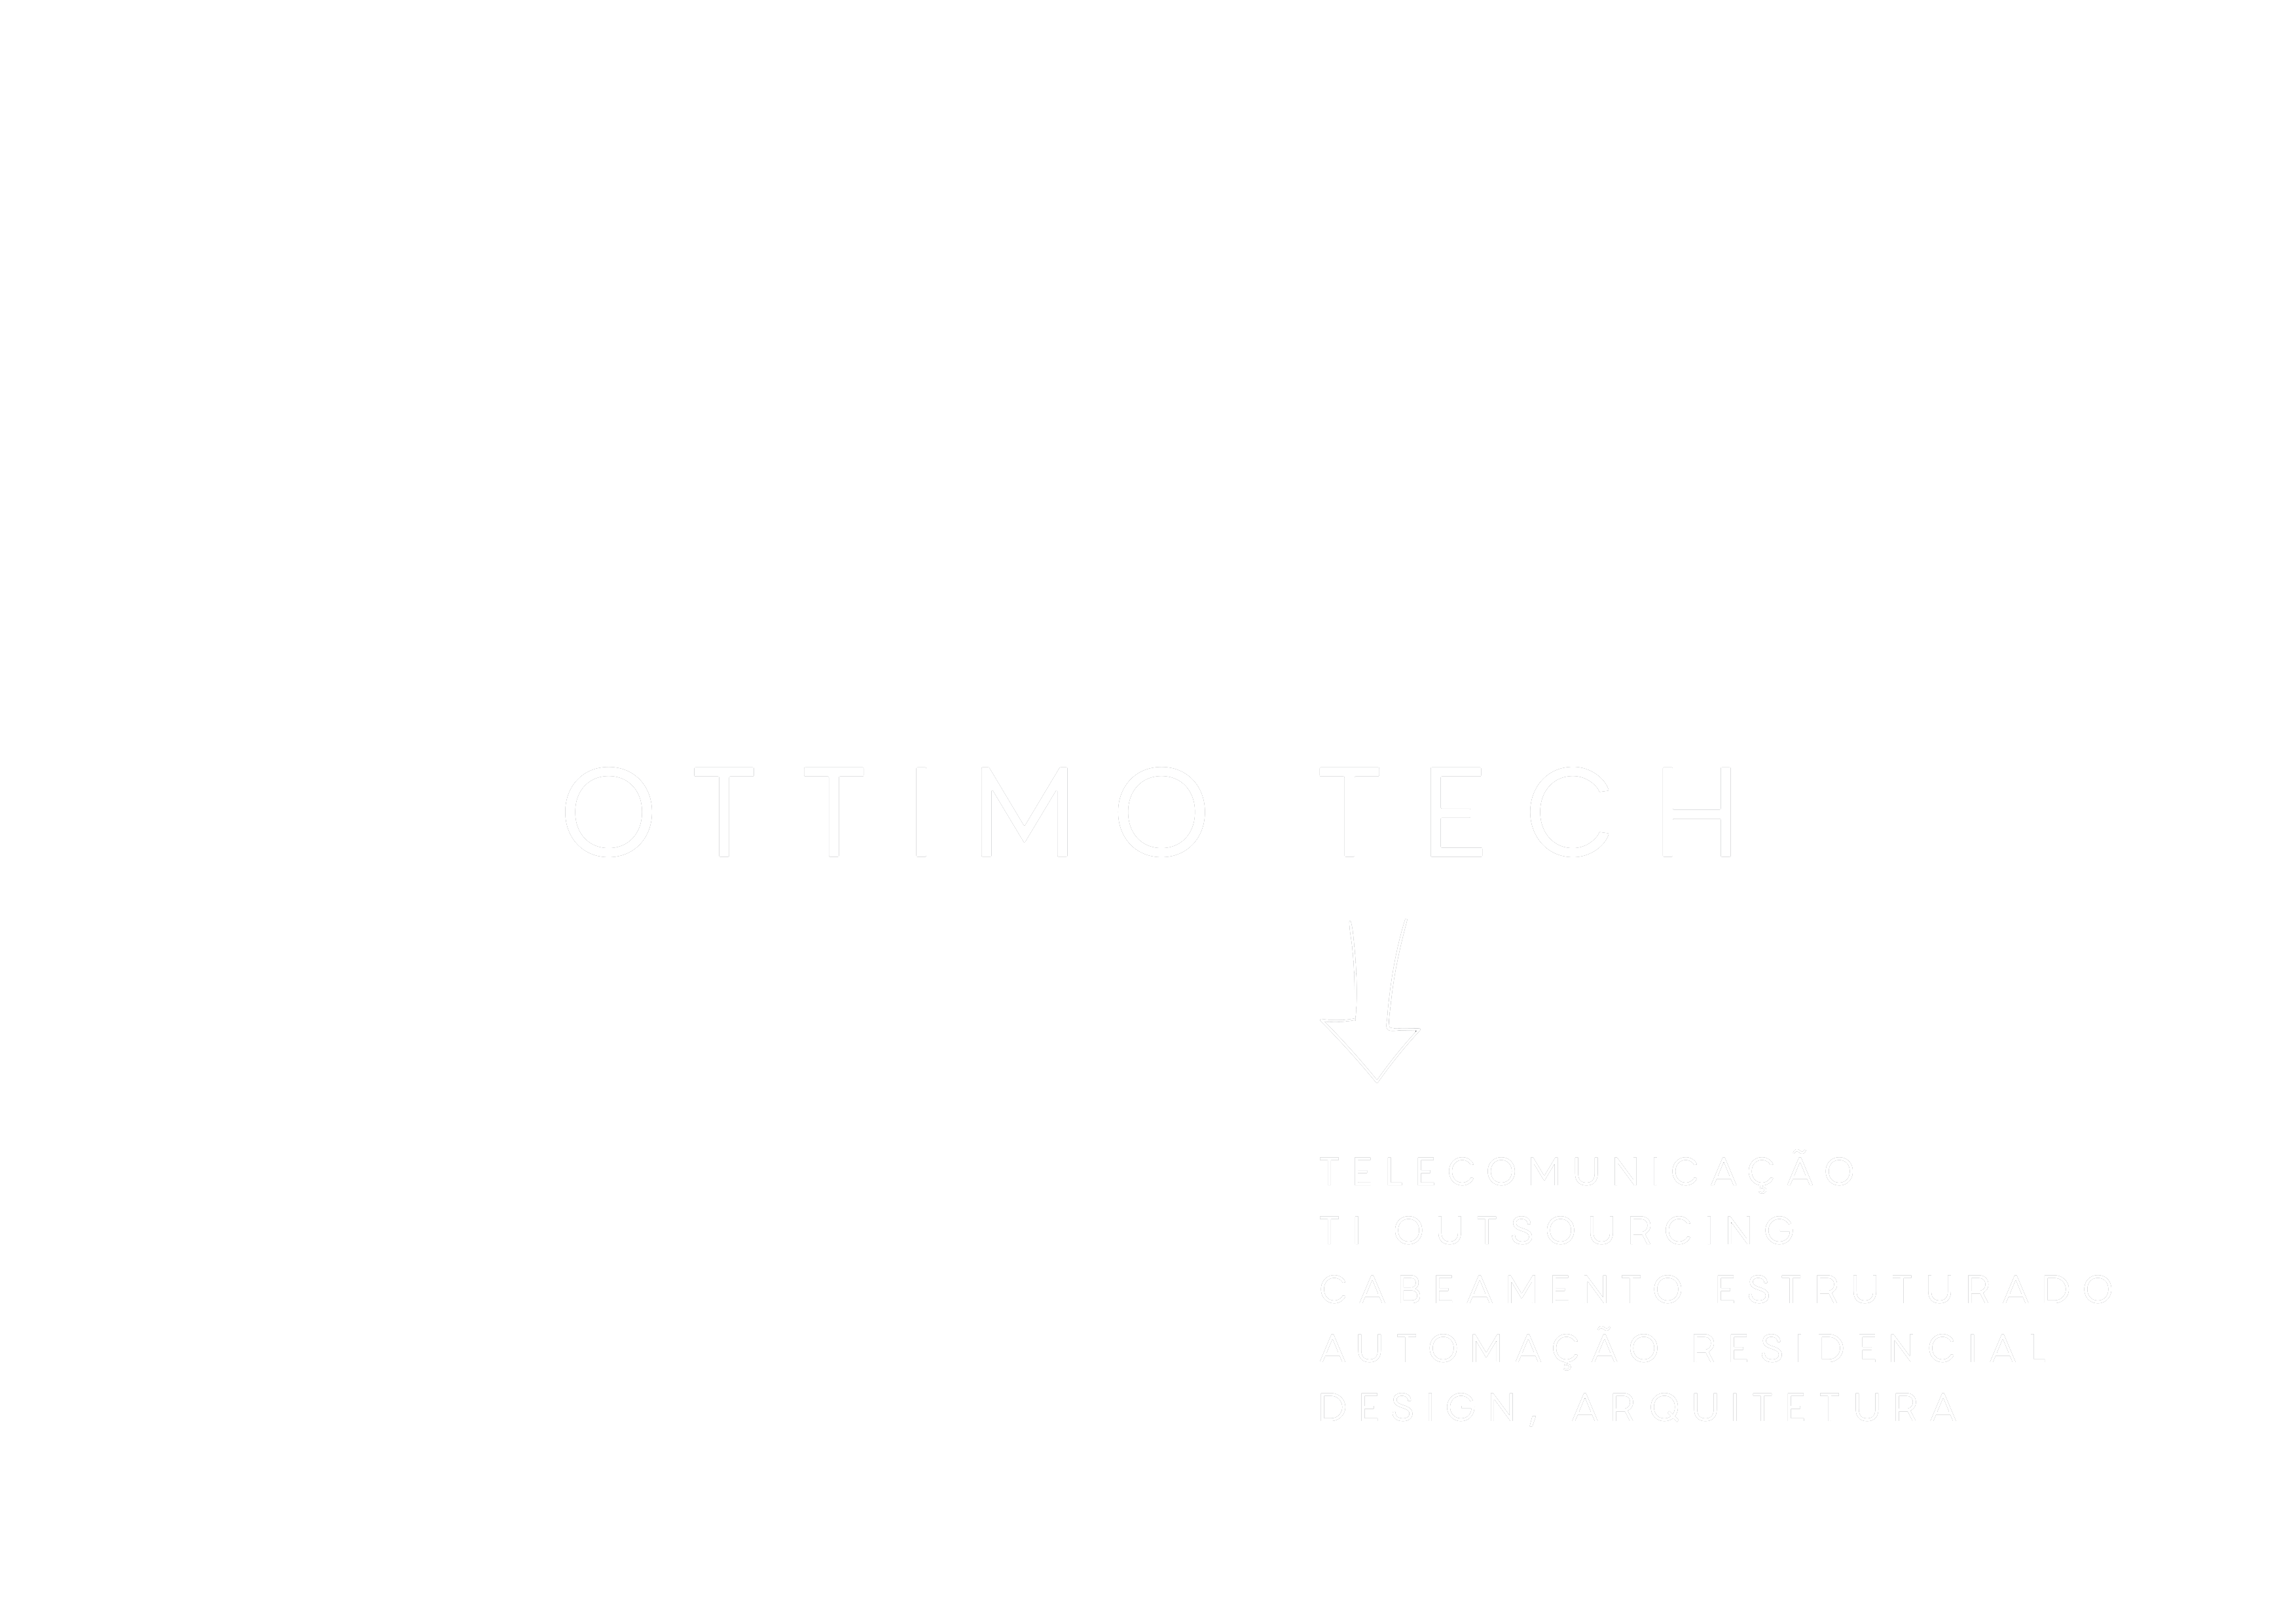 OTTIMO TECH
TELECOMUNICAÇÃO
TI OUTSOURCING
CABEAMENTO ESTRUTURADO
AUTOMAÇÃO RESIDENCIAL
DESIGN, ARQUITETURA